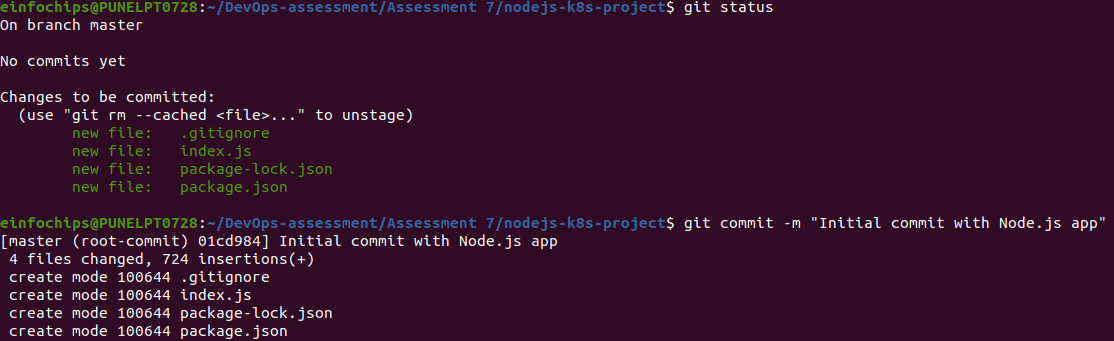 einfochips@PUNELPT0728:~/DevOps-assessment/Assessment 7/nodejs-k8s-project$ git status
On branch master
No commits yet
Changes to be committed:
  (use "git rm --cached <file>..." to unstage)
        new file:   .gitignore
        new file:   index.js
        new file:   package-lock.json
        new file:   package.json
einfochips@PUNELPT0728:~/DevOps-assessment/Assessment 7/nodejs-k8s-project$ git commit -m "Initial commit with Node.js app"
[master (root-commit) 01cd984] Initial commit with Node.js app
 4 files changed, 724 insertions(+)
 create mode 100644 .gitignore
 create mode 100644 index.js
 create mode 100644 package-lock.json
 create mode 100644 package.json